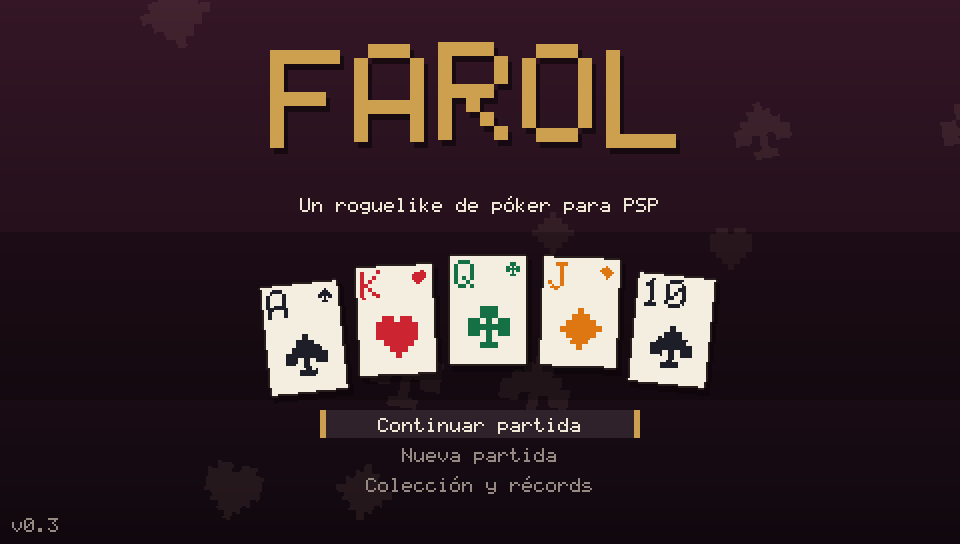 FAROL
Un roguelike de póker para PSP
A K Q J 10
Continuar partida
Nueva partida
Colección y récords
v0.3